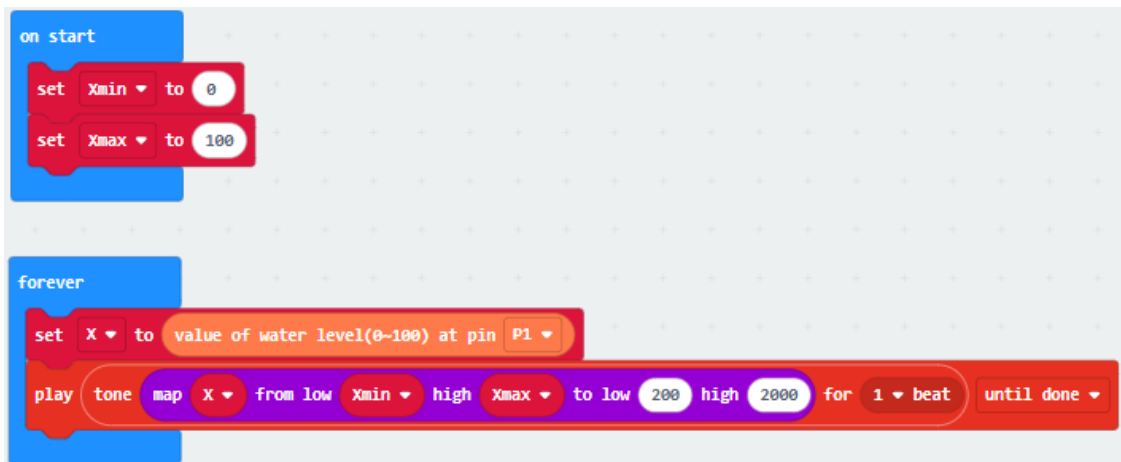 on start
set Xmin to 0
set Xmax to 100
forever
set X to value of water level(0~100) at pin P1
play tone map X from low Xmin high Xmax to low 200 high 2000 for 1 beat until done